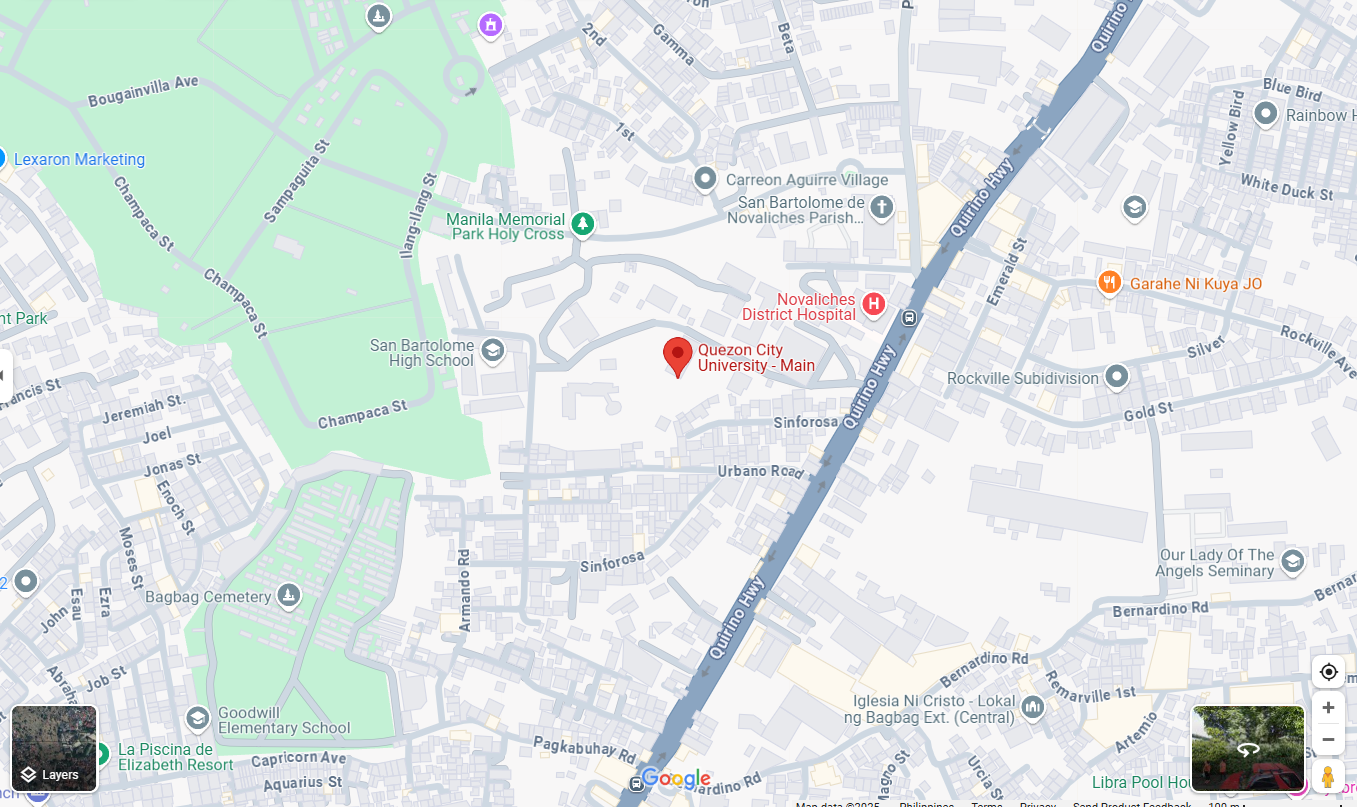 2nd
Gamma
Beta
Quirino
Bougainvilla Ave
Blue Bird
Yellow Bird
1st
Rainbow
Lexaron Marketing
Sampaguita St
Champaca St
Ilang-Ilang St
Carreon Aguirre Village
Quirino Hwy
White Duck St
San Bartolome de
Novaliches Parish...
Manila Memorial
Park Holy Cross
Emerald St
Garahe Ni Kuya JO
Champaca St
Novaliches
District Hospital
nt Park
San Bartolome
High School
Quezon City
University - Main
Silver
Rockville Ave
Rockville Subidivision
Quirino Hwy
Francis St
Jeremiah St.
Champaca St
Gold St
Joel
Sinforosa
Jonas St
Urbano Road
Enoch St
Moses St
Sinforosa
Our Lady Of The
Angels Seminary
2
Armando Rd
Bagbag Cemetery
Esau
Ezra
John
Quirino Hwy
Bernardino Rd
Bernardino Rd
Job St
Remarville 1st
Iglesia Ni Cristo - Lokal
ng Bagbag Ext. (Central)
Goodwill
Elementary School
Artemio
La Piscina de
Elizabeth Resort
Capricorn Ave
Pagkabuhay Rd
Magno St
Urcia St
Layers
Aquarius St
Google
Libra Pool
Map data ©2025
Philippines
Terms
Privacy
Send Product Feedback